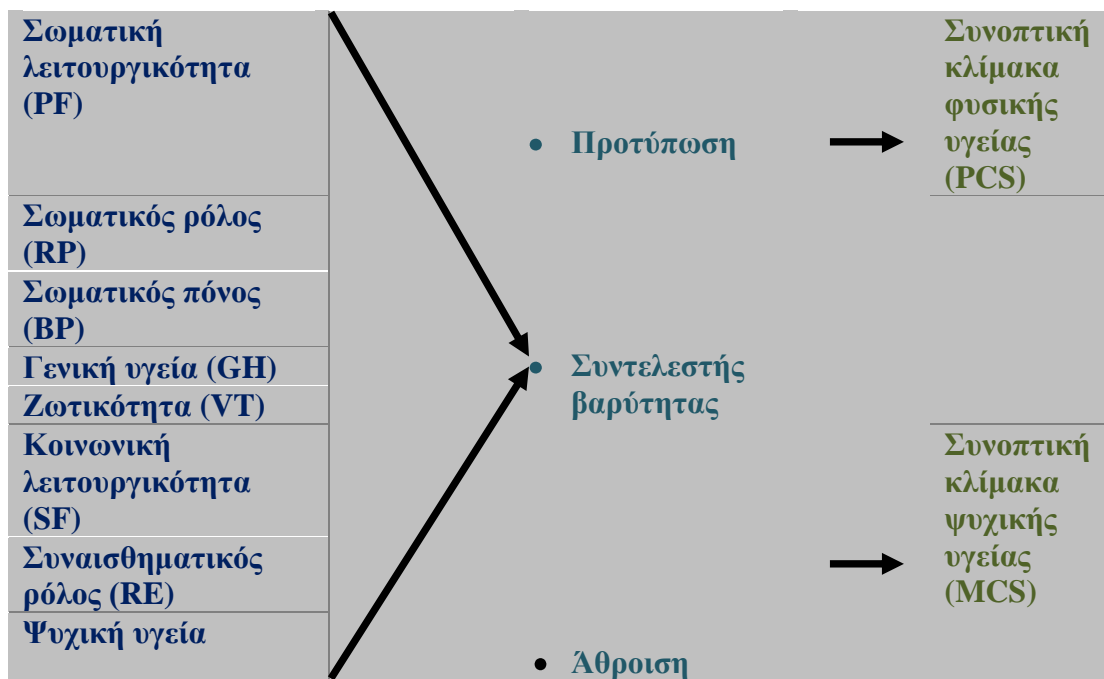 Σωματική
λειτουργικότητα
(PF)
Σωματικός ρόλος
(RP)
Σωματικός πόνος
(BP)
Γενική υγεία (GH)
Ζωτικότητα (VT)
Κοινωνική
λειτουργικότητα
(SF)
Συναισθηματικός
ρόλος (RE)
Ψυχική υγεία
• Προτύπωση
• Συντελεστής
βαρύτητας
• Άθροιση
Συνοπτική
κλίμακα
φυσικής
υγείας
(PCS)
Συνοπτική
κλίμακα
ψυχικής
υγείας
(MCS)